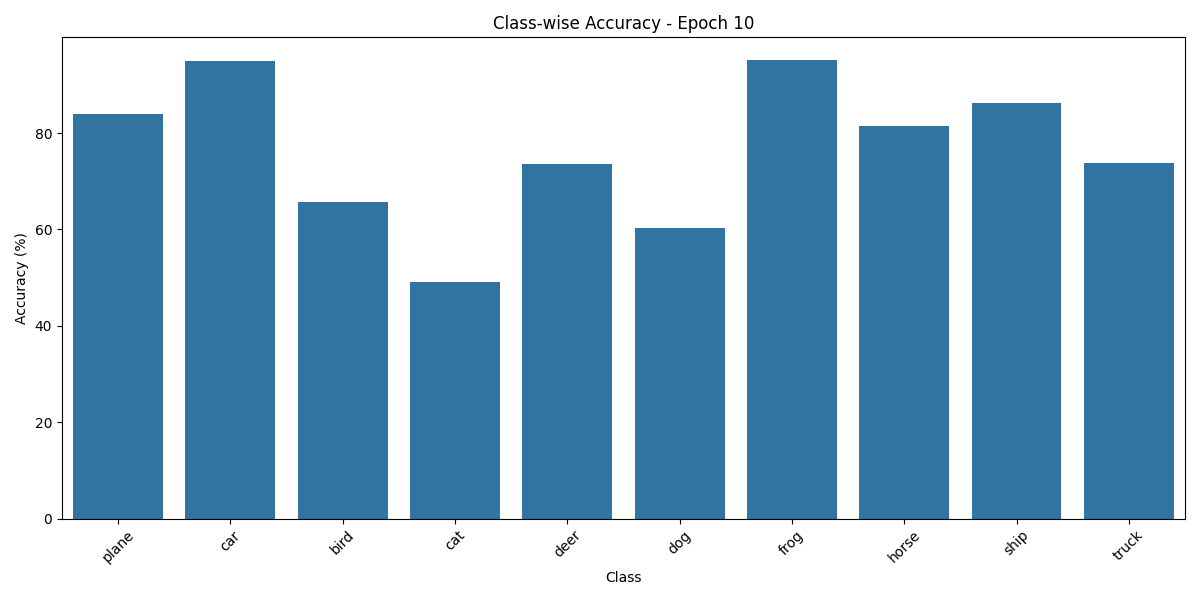 Class-wise Accuracy - Epoch 10
Accuracy (%)
80
60
40
20
0
plane car bird cat deer dog frog horse ship truck
Class